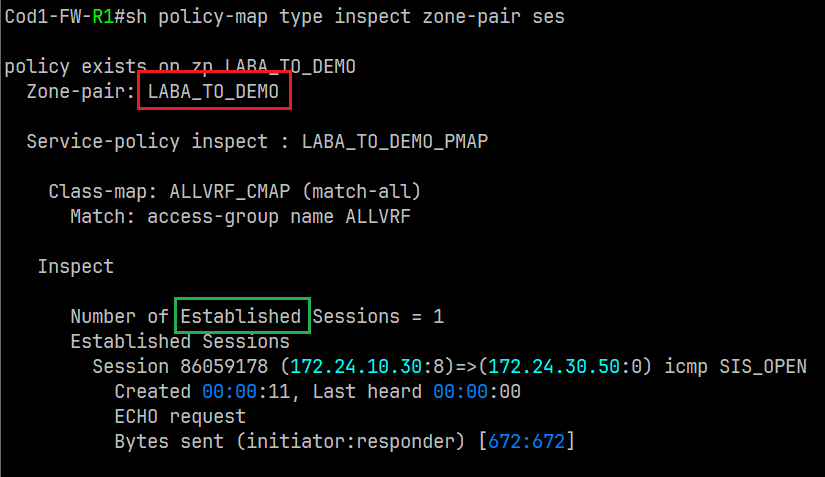 Cod1-FW-R1#sh policy-map type inspect zone-pair ses
policy exists on zp LABA_TO_DEMO
Zone-pair: LABA_TO_DEMO
Service-policy inspect : LABA_TO_DEMO_PMAP
Class-map: ALLVRF_CMAP (match-all)
Match: access-group name ALLVRF
Inspect
Number of Established Sessions = 1
Established Sessions
Session 86059178 (172.24.10.30:8)=>(172.24.30.50:0) icmp SIS_OPEN
Created 00:00:11, Last heard 00:00:00
ECHO request
Bytes sent (initiator:responder) [672:672]